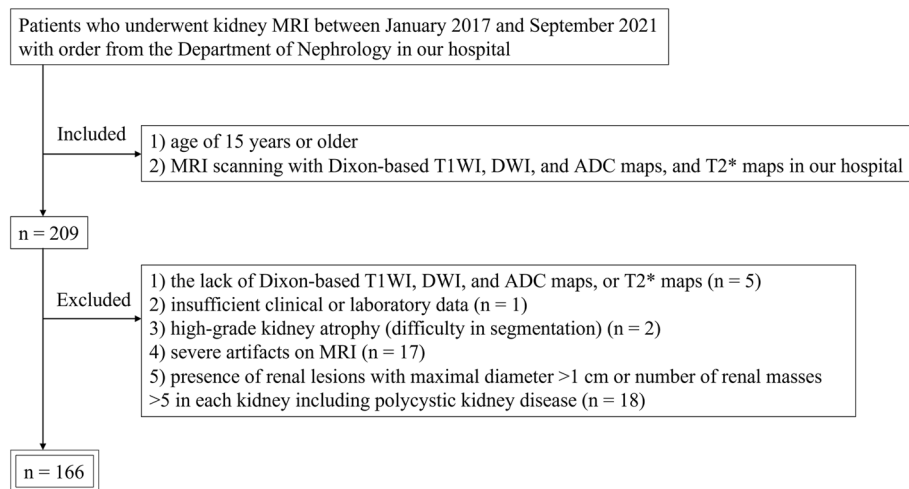 Patients who underwent kidney MRI between January 2017 and September 2021
with order from the Department of Nephrology in our hospital
Included
1) age of 15 years or older
2) MRI scanning with Dixon-based T1WI, DWI, and ADC maps, and T2* maps in our hospital
n = 209
Excluded
1) the lack of Dixon-based T1WI, DWI, and ADC maps, or T2* maps (n = 5)
2) insufficient clinical or laboratory data (n = 1)
3) high-grade kidney atrophy (difficulty in segmentation) (n = 2)
4) severe artifacts on MRI (n = 17)
5) presence of renal lesions with maximal diameter >1 cm or number of renal masses
>5 in each kidney including polycystic kidney disease (n = 18)
n = 166